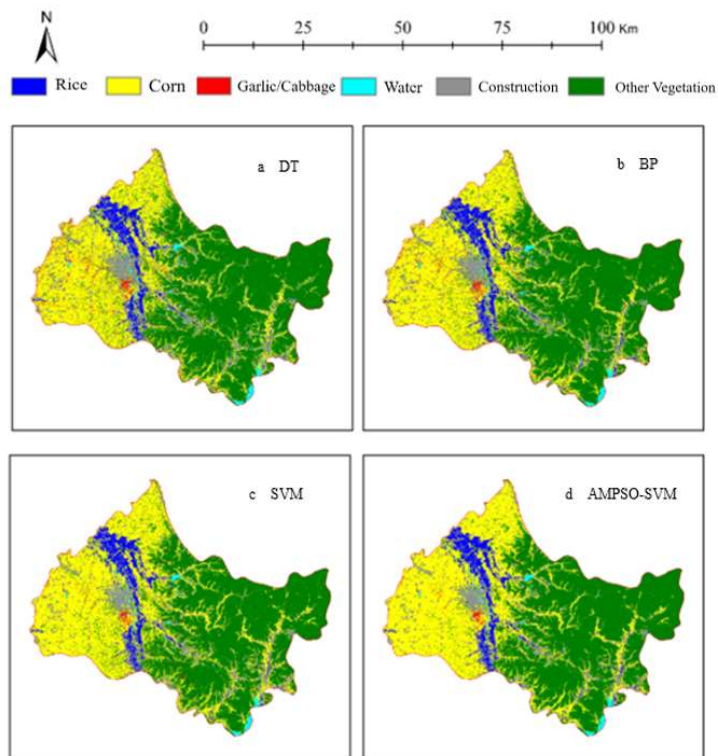 N
0 25 50 75 100 Km
Rice Corn Garlic/Cabbage Water Construction Other Vegetation
a DT
b BP
c SVM
d AMPSO-SVM